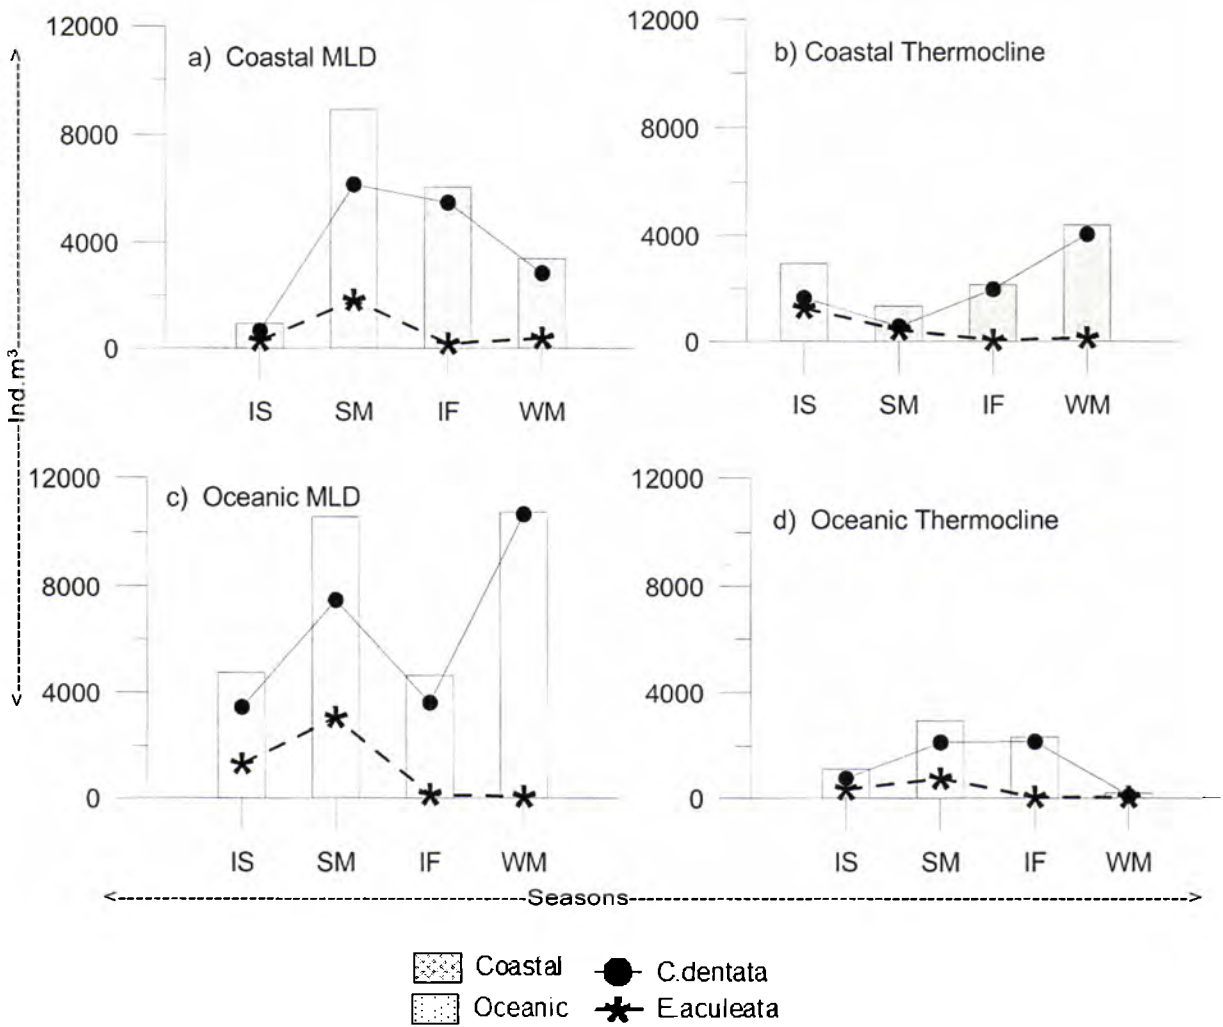 12000
8000
4000
0
a) Coastal MLD
IS SM IF WM
12000
8000
4000
0
b) Coastal Thermocline
IS SM IF WM
12000
8000
4000
0
c) Oceanic MLD
IS SM IF WM
12000
8000
4000
0
d) Oceanic Thermocline
IS SM IF WM
Ind.m³
Seasons
Coastal
Oceanic
C.dentata
E.aculeata